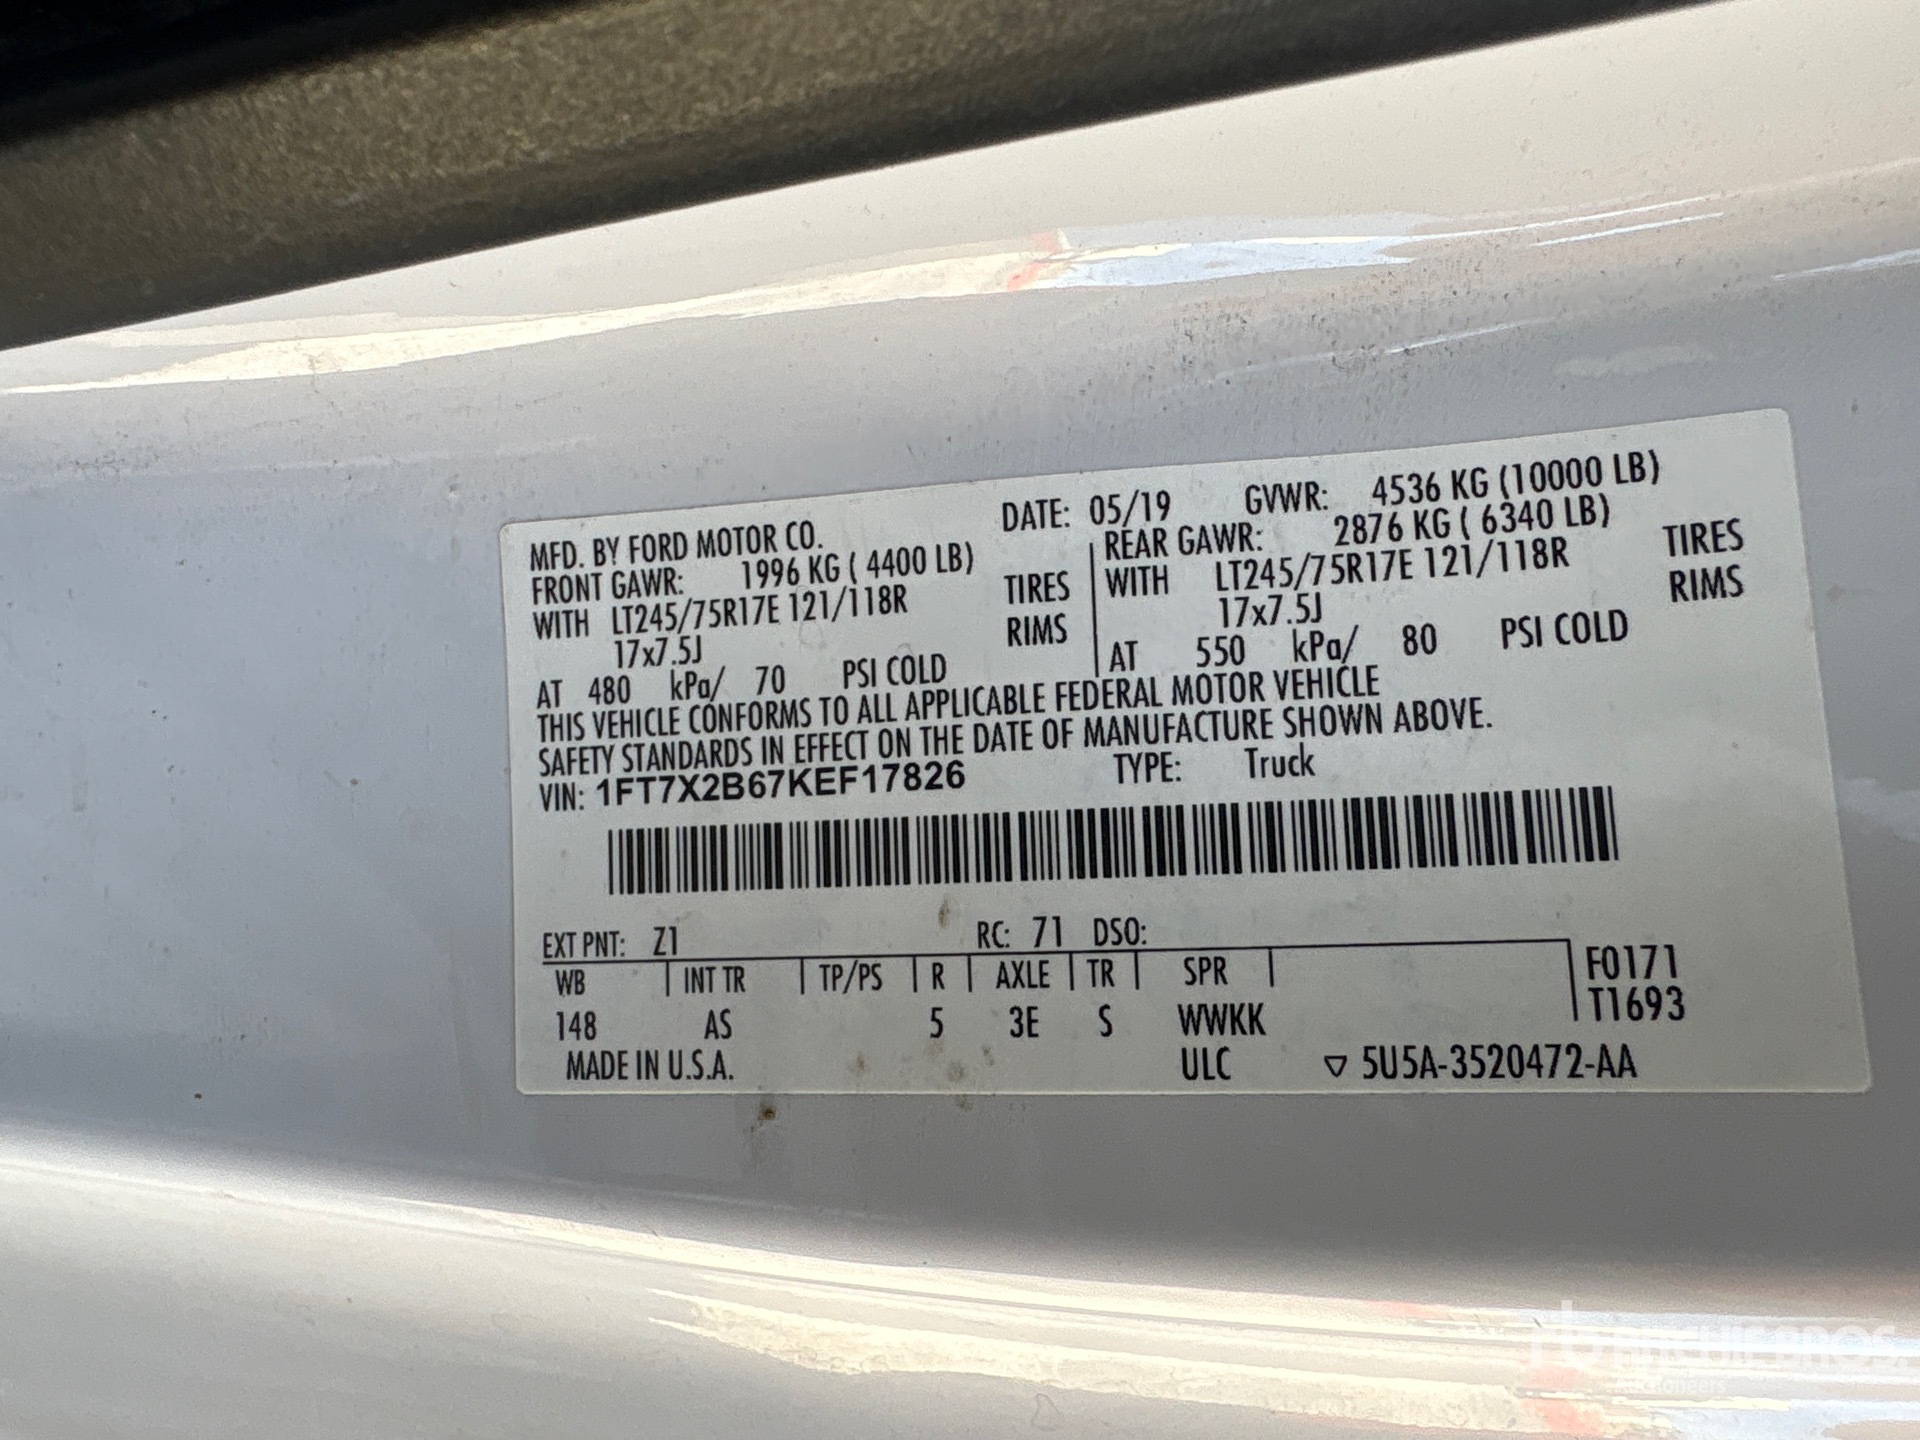 MFD. BY FORD MOTOR CO. DATE: 05/19 GVWR: 4536 KG (10000 LB)
FRONT GAWR: 1996 KG ( 4400 LB) REAR GAWR: 2876 KG ( 6340 LB)
WITH LT245/75R17E 121/118R TIRES WITH LT245/75R17E 121/118R TIRES
17x7.5J RIMS 17x7.5J RIMS
AT 480 kPa/ 70 PSI COLD AT 550 kPa/ 80 PSI COLD
THIS VEHICLE CONFORMS TO ALL APPLICABLE FEDERAL MOTOR VEHICLE
SAFETY STANDARDS IN EFFECT ON THE DATE OF MANUFACTURE SHOWN ABOVE.
VIN: 1FT7X2B67KEF17826 TYPE: Truck
EXT PNT: Z1 RC: 71 DSO:
WB INT TR TP/PS R AXLE TR SPR F0171
148 AS 5 3E S WWKK T1693
MADE IN U.S.A. ULC ▽ 5U5A-3520472-AA
RITCHIE BROS.
Auctioneers